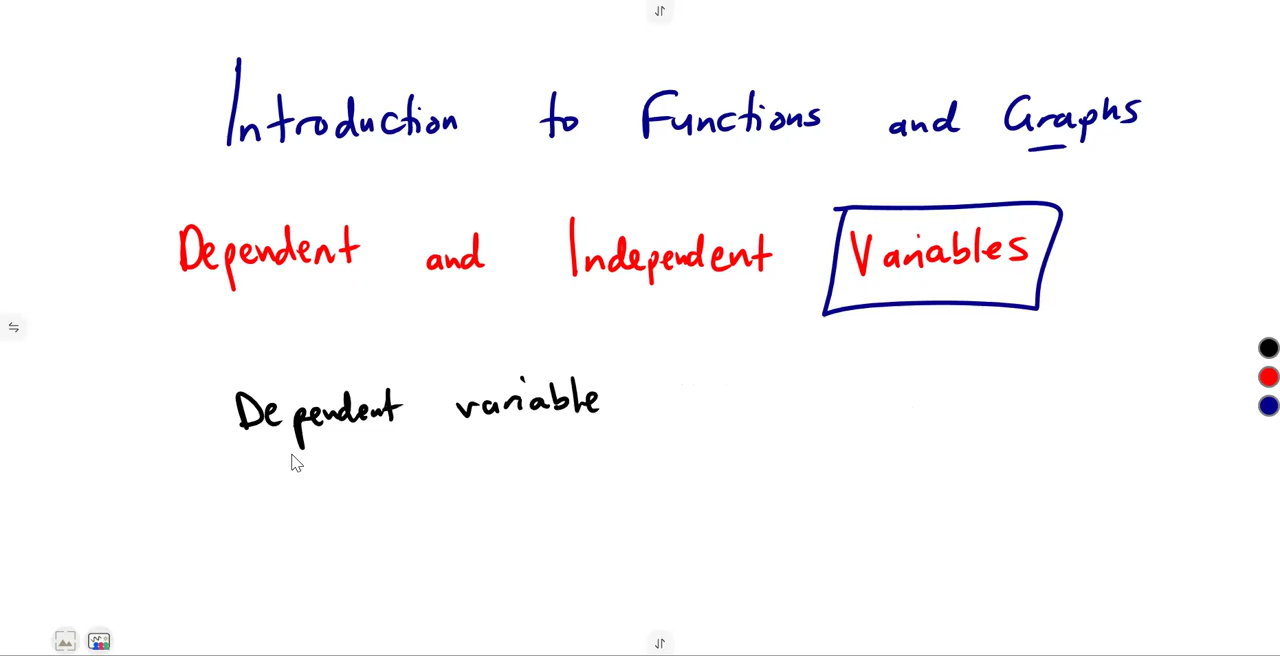 Introduction to Functions and Graphs
Dependent and Independent Variables
Dependent variable